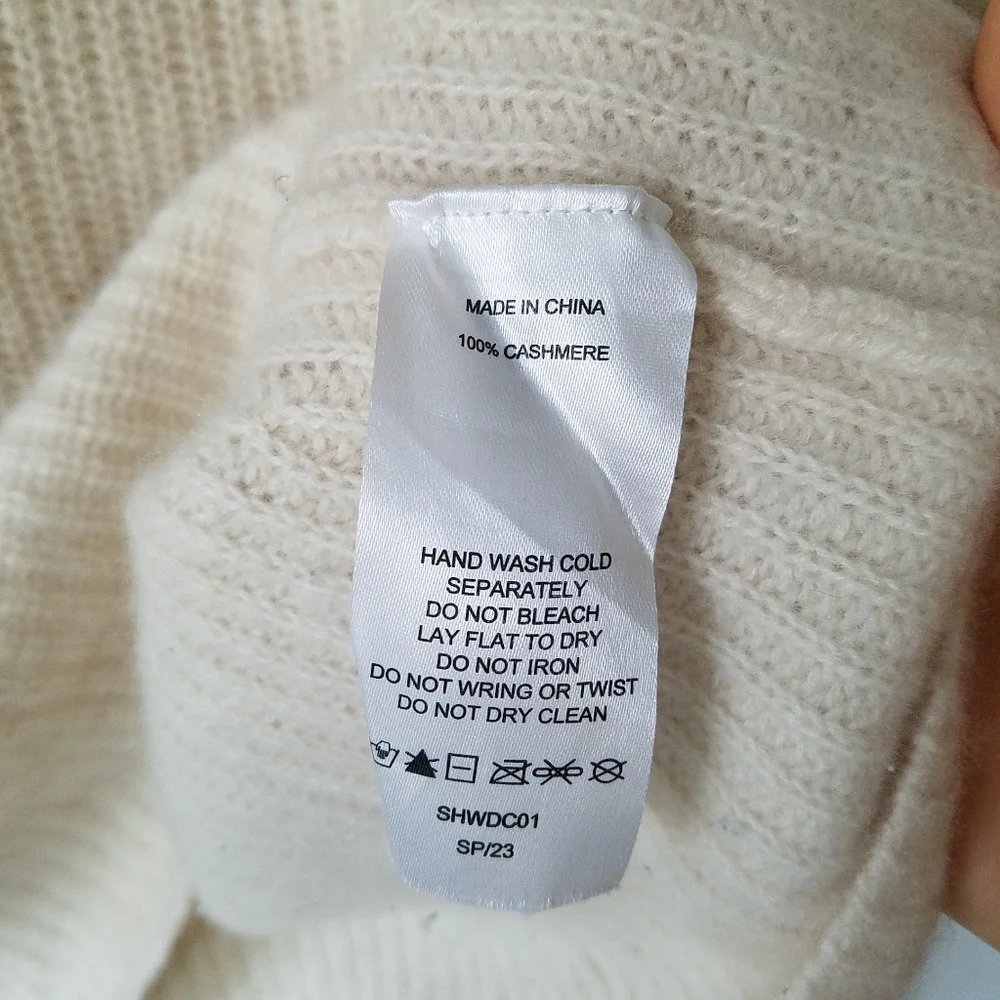 MADE IN CHINA
100% CASHMERE
HAND WASH COLD
SEPARATELY
DO NOT BLEACH
LAY FLAT TO DRY
DO NOT IRON
DO NOT WRING OR TWIST
DO NOT DRY CLEAN
SHWDC01
SP/23